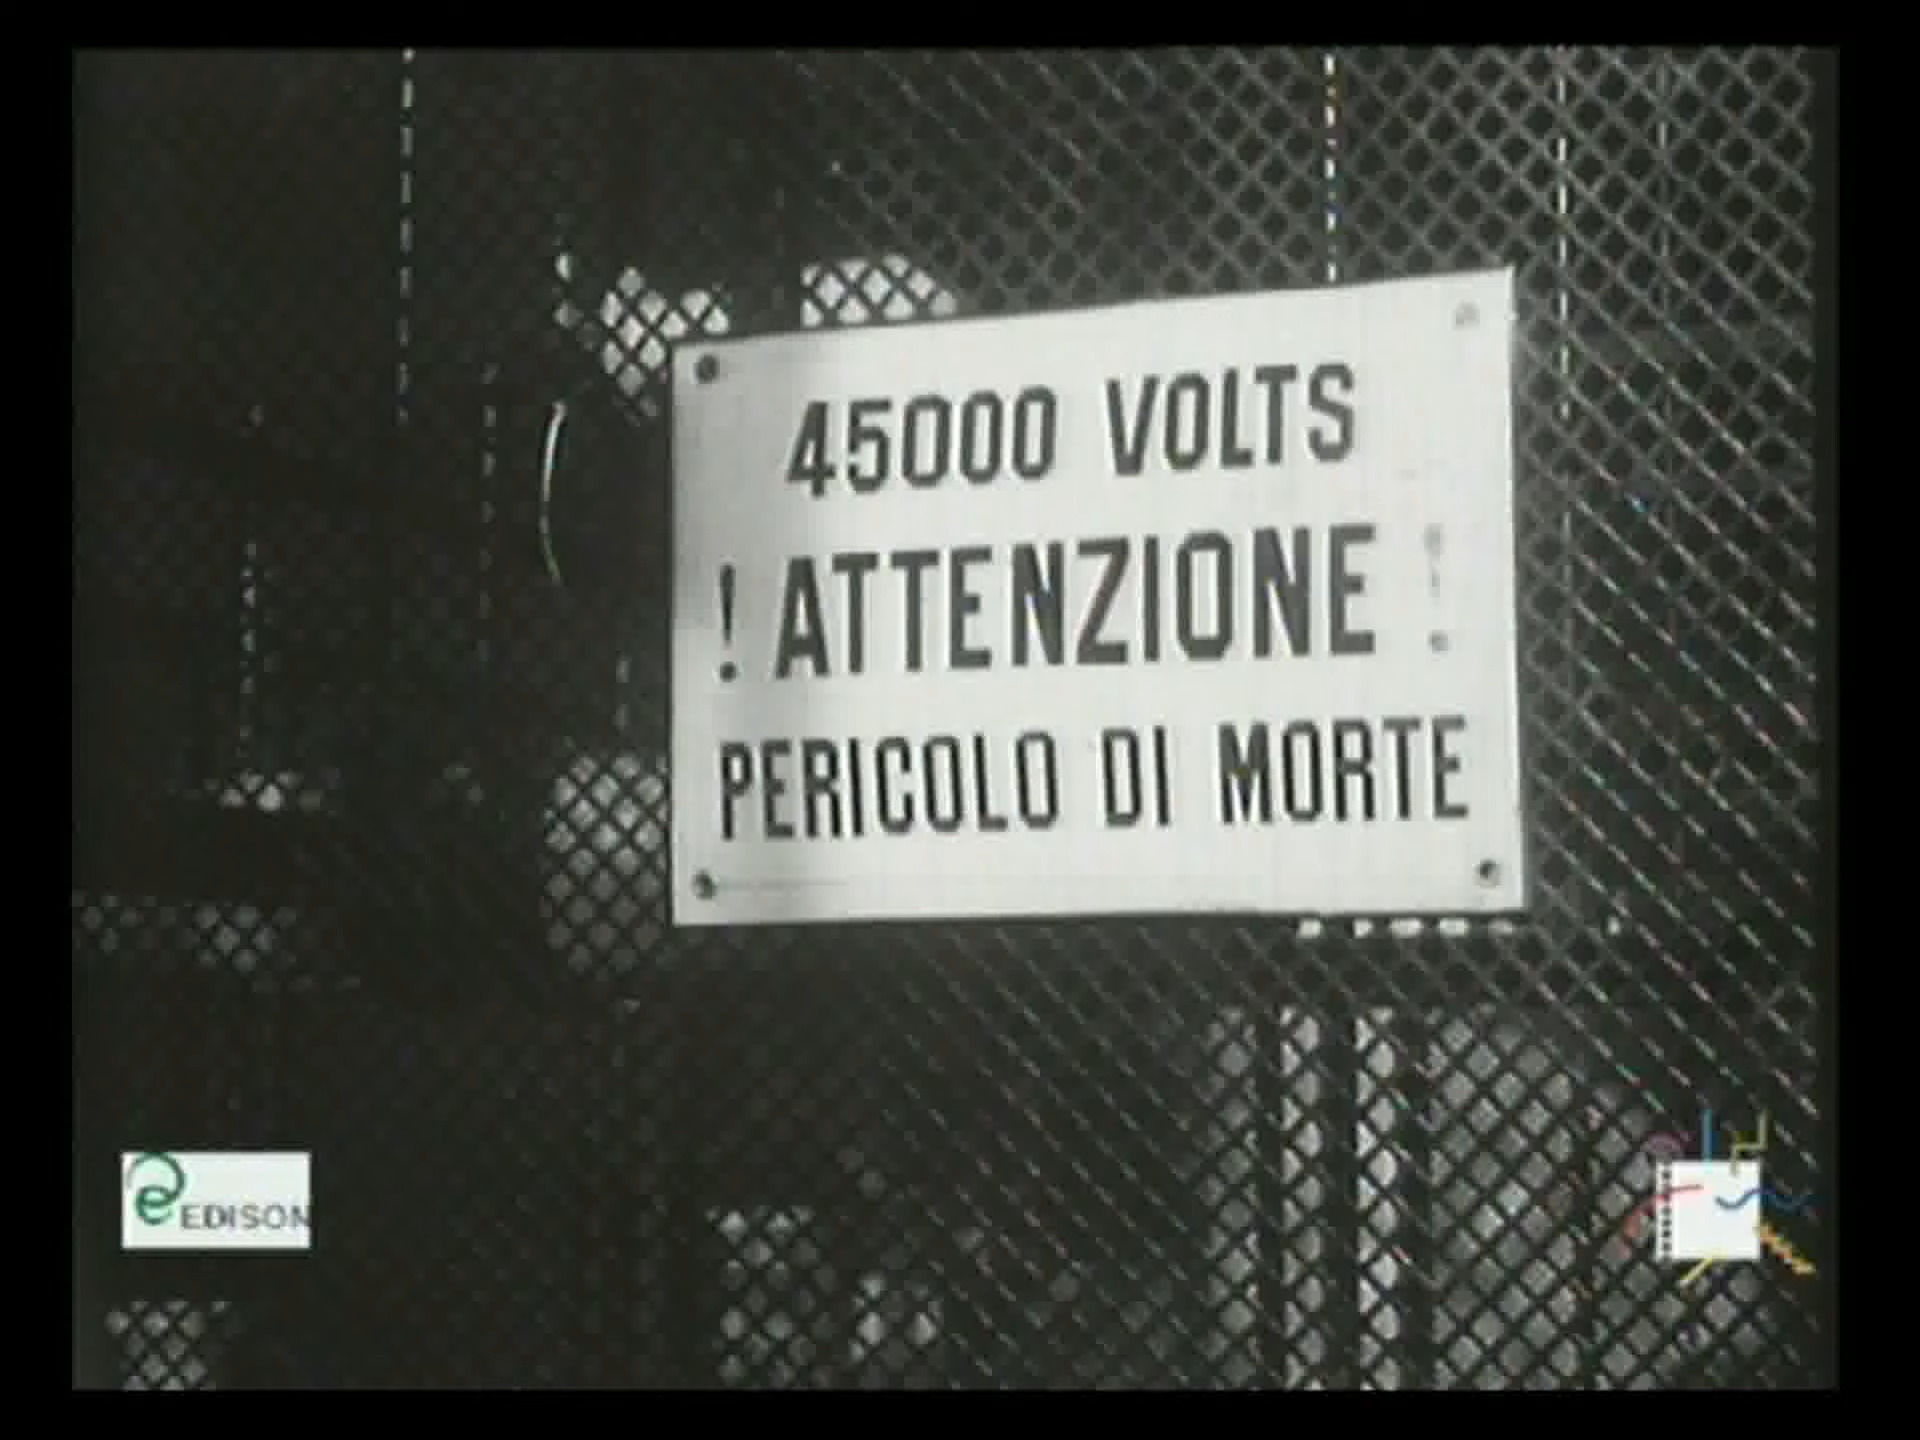 45000 VOLTS
! ATTENZIONE !
PERICOLO DI MORTE
EDISON